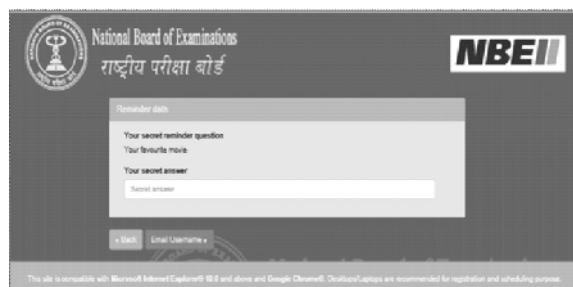 National Board of Examinations
राष्ट्रीय परीक्षा बोर्ड
NBE
Reminder data
Your secret reminder question
Your favourite movie
Your secret answer
Secret answer
« Back
Email Username »
This site is compatible with Microsoft Internet Explorer® 10.0 and above and Google Chrome®. Desktops/Laptops are recommended for registration and scheduling purpose.